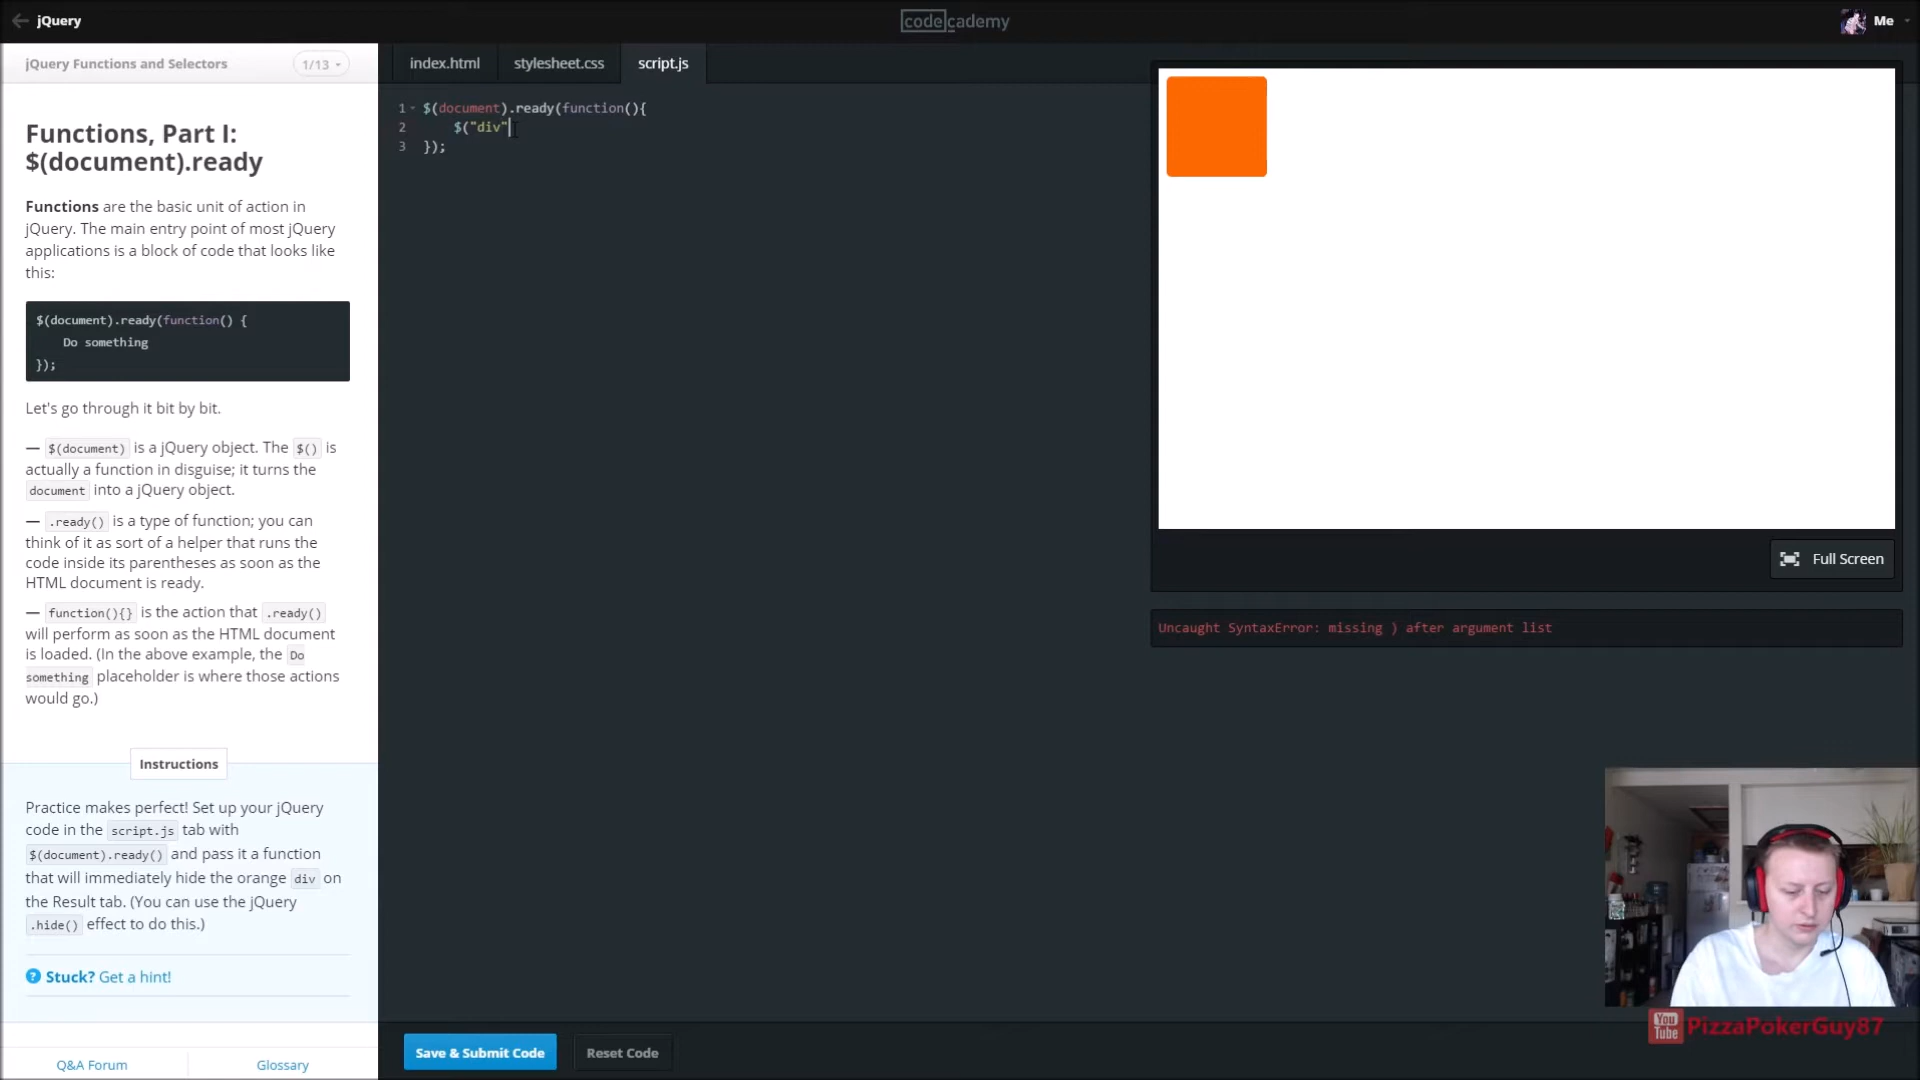 jQuery
codecademy
Me
jQuery Functions and Selectors
1/13
index.html
stylesheet.css
script.js
1 $(document).ready(function(){
2 $("div"
3 });
Functions, Part I:
$(document).ready
Functions are the basic unit of action in
jQuery. The main entry point of most jQuery
applications is a block of code that looks like
this:
$(document).ready(function() {
Do something
});
Let's go through it bit by bit.
— $(document) is a jQuery object. The $() is
actually a function in disguise; it turns the
document into a jQuery object.
— .ready() is a type of function; you can
think of it as sort of a helper that runs the
code inside its parentheses as soon as the
HTML document is ready.
— function(){} is the action that .ready()
will perform as soon as the HTML document
is loaded. (In the above example, the Do
something placeholder is where those actions
would go.)
Instructions
Practice makes perfect! Set up your jQuery
code in the script.js tab with
$(document).ready() and pass it a function
that will immediately hide the orange div on
the Result tab. (You can use the jQuery
.hide() effect to do this.)
? Stuck? Get a hint!
Q&A Forum
Glossary
Save & Submit Code
Reset Code
Full Screen
Uncaught SyntaxError: missing ) after argument list
You Tube PizzaPokerGuy87